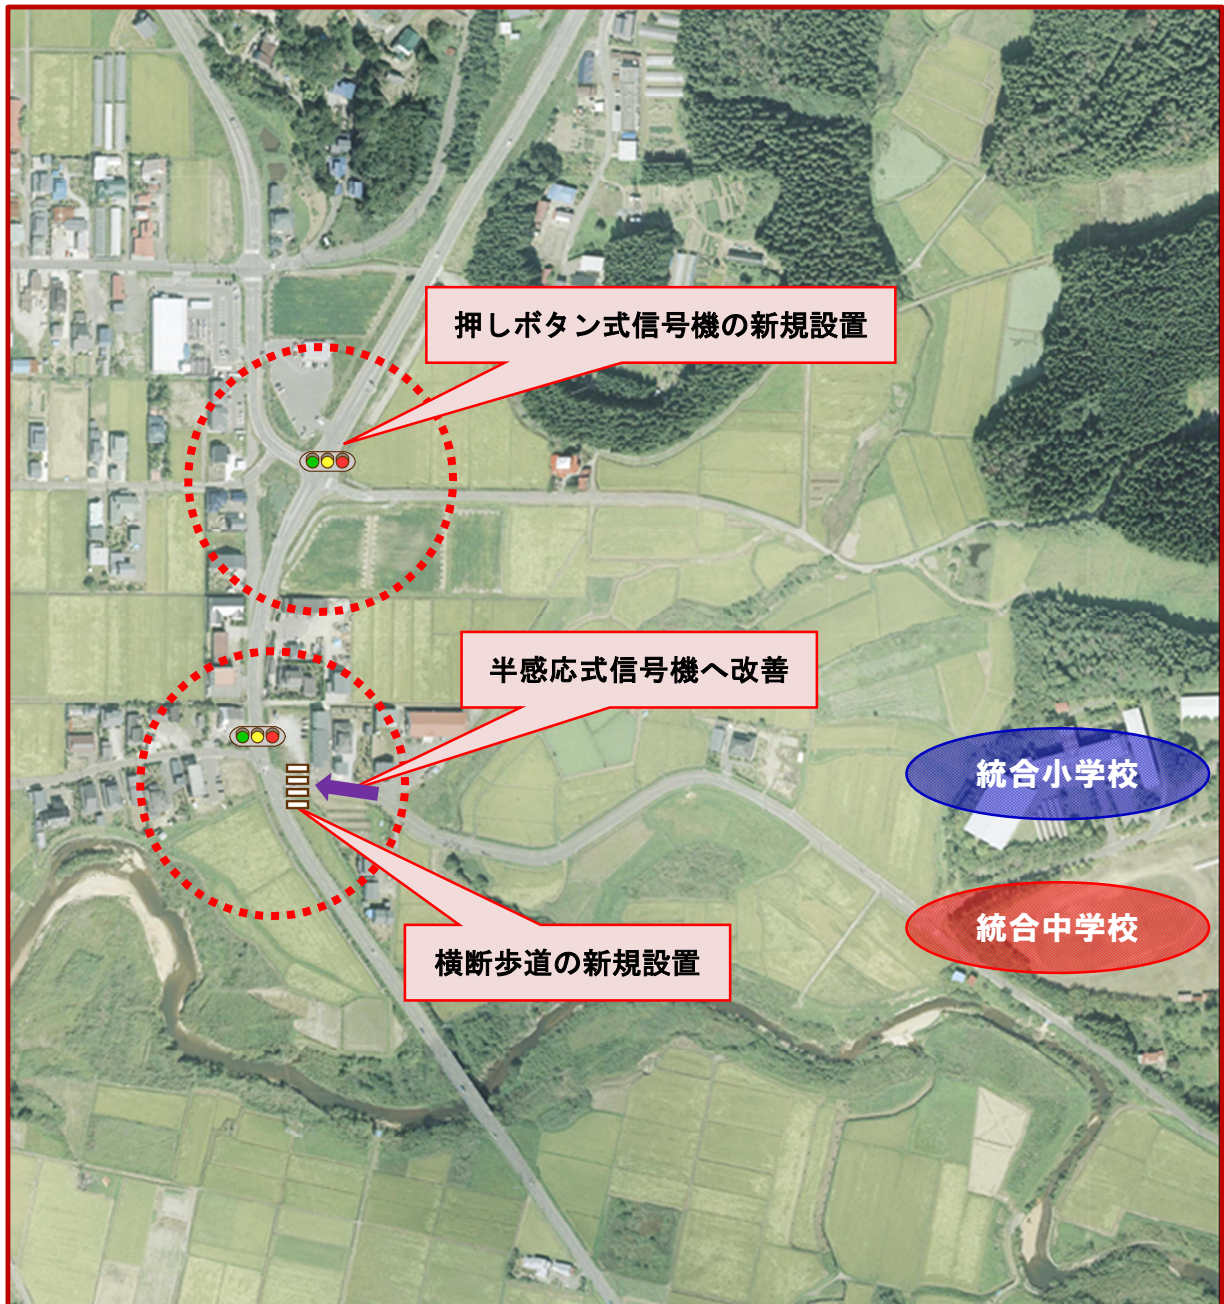 押しボタン式信号機の新規設置
半感応式信号機へ改善
統合小学校
統合中学校
横断歩道の新規設置